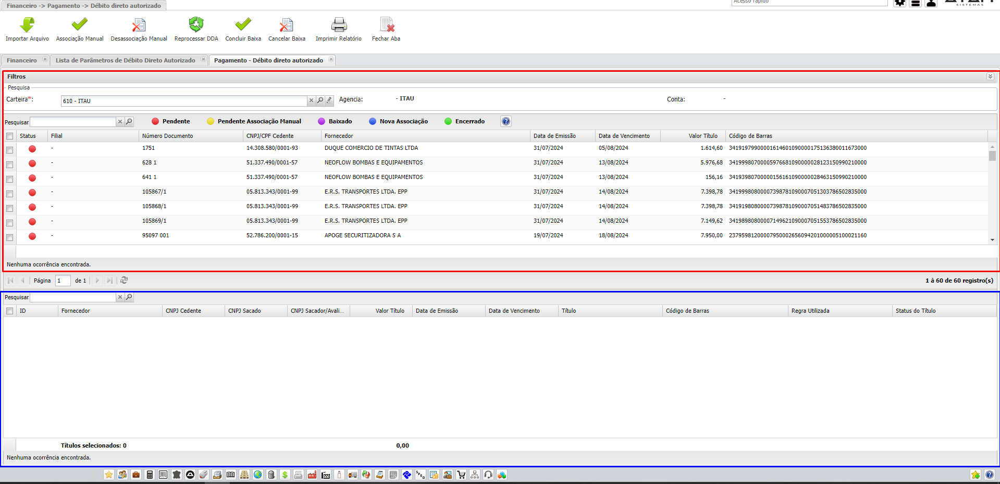 Financeiro -> Pagamento -> Débito direto autorizado
Acesso rápido
SISTEMAS
Importar Arquivo Associação Manual Desassociação Manual Reprocessar DDA Concluir Baixa Cancelar Baixa Imprimir Relatório Fechar Aba
Financeiro Lista de Parâmetros de Débito Direto Autorizado Pagamento - Débito direto autorizado
Filtros
Pesquisa
Carteira*: 610 - ITAU Agencia: - ITAU Conta: -
Pesquisar Pendente Pendente Associação Manual Baixado Nova Associação Encerrado
Status Filial Número Documento CNPJ/CPF Cedente Fornecedor Data de Emissão Data de Vencimento Valor Título Código de Barras
- 1751 14.308.580/0001-93 DUQUE COMERCIO DE TINTAS LTDA 31/07/2024 05/08/2024 1.614,60 34191979900001614601090000175136380011673000
- 628 1 51.337.490/0001-57 NEOFLOW BOMBAS E EQUIPAMENTOS 31/07/2024 13/08/2024 5.976,68 34199980700005976681090000028123150990210000
- 641 1 51.337.490/0001-57 NEOFLOW BOMBAS E EQUIPAMENTOS 31/07/2024 13/08/2024 156,16 34193980700000156161090000028463150990210000
- 105867/1 05.813.343/0001-99 E.R.S. TRANSPORTES LTDA. EPP 31/07/2024 14/08/2024 7.398,78 34199980800007398781090007051303786502835000
- 105868/1 05.813.343/0001-99 E.R.S. TRANSPORTES LTDA. EPP 31/07/2024 14/08/2024 7.398,78 34191980800007398781090007051483786502835000
- 105869/1 05.813.343/0001-99 E.R.S. TRANSPORTES LTDA. EPP 31/07/2024 14/08/2024 7.149,62 34198980800007149621090007051553786502835000
- 95097 001 52.786.200/0001-15 APOGE SECURITIZADORA S A 19/07/2024 18/08/2024 7.950,00 23795981200007950002656094201000005100021160
Nenhuma ocorrência encontrada.
Página 1 de 1 1 à 60 de 60 registro(s)
Pesquisar
ID Fornecedor CNPJ Cedente CNPJ Sacado CNPJ Sacador/Avali... Valor Título Data de Emissão Data de Vencimento Título Código de Barras Regra Utilizada Status do Título
Títulos selecionados: 0 0,00
Nenhuma ocorrência encontrada.
SPED